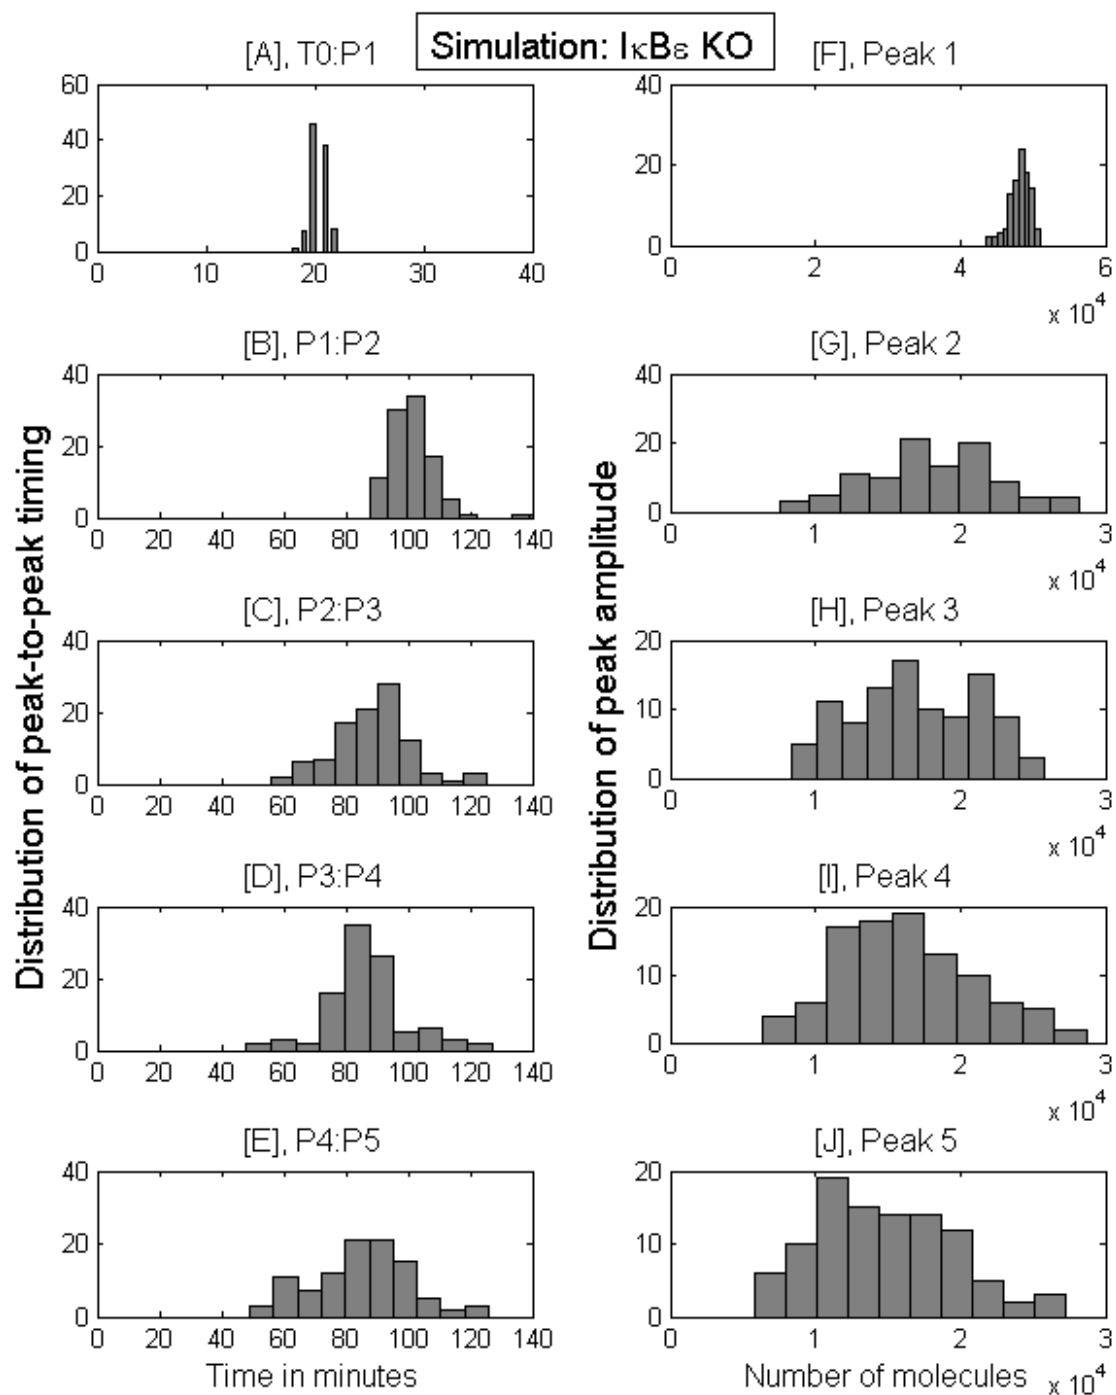 Simulation: IκBε KO
[A], T0:P1
60
40
20
0
0 10 20 30 40
[F], Peak 1
40
20
0
0 2 4 6
x 10^4
Distribution of peak-to-peak timing
[B], P1:P2
40
20
0
0 20 40 60 80 100 120 140
Distribution of peak amplitude
[G], Peak 2
40
20
0
0 1 2 3
x 10^4
[C], P2:P3
40
20
0
0 20 40 60 80 100 120 140
[H], Peak 3
20
10
0
0 1 2 3
x 10^4
[D], P3:P4
40
20
0
0 20 40 60 80 100 120 140
[I], Peak 4
20
10
0
0 1 2 3
x 10^4
[E], P4:P5
40
20
0
0 20 40 60 80 100 120 140
Time in minutes
[J], Peak 5
20
10
0
0 1 2 3
Number of molecules x 10^4